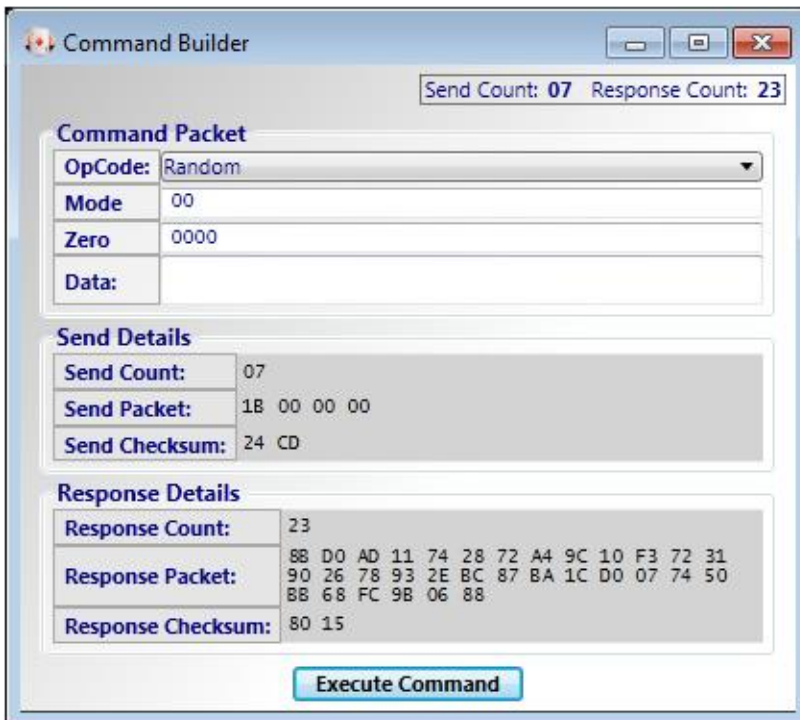 Command Builder
Send Count: 07 Response Count: 23
Command Packet
OpCode: Random
Mode 00
Zero 0000
Data:
Send Details
Send Count: 07
Send Packet: 1B 00 00 00
Send Checksum: 24 CD
Response Details
Response Count: 23
Response Packet:
8B D0 AD 11 74 28 72 A4 9C 10 F3 72 31
90 26 78 93 2E BC 87 BA 1C D0 07 74 50
BB 68 FC 9B 06 88
Response Checksum: 80 15
Execute Command